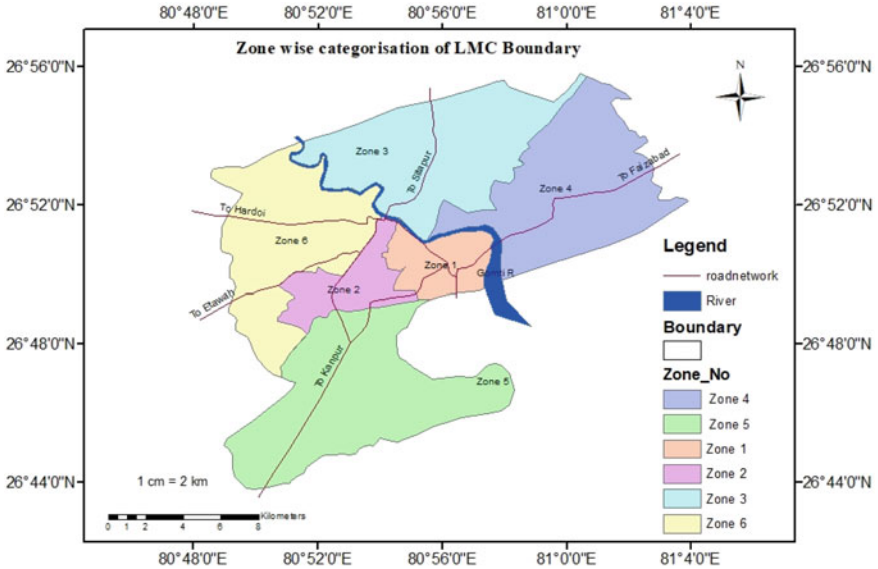 80°48'0"E 80°52'0"E 80°56'0"E 81°0'0"E 81°4'0"E
Zone wise categorisation of LMC Boundary
N
26°56'0"N 26°56'0"N
Zone 3
To Sitapur
To Faizabad
Zone 4
26°52'0"N 26°52'0"N
To Hardoi
Zone 6
Zone 1
Gomti R
Zone 2
To Etawah
Legend
roadnetwork
River
Boundary
26°48'0"N 26°48'0"N
To Kanpur
Zone 5
Zone_No
Zone 4
Zone 5
Zone 1
Zone 2
Zone 3
Zone 6
26°44'0"N 26°44'0"N
1 cm = 2 km
Kilometers
0 1 2 4 6 8
80°48'0"E 80°52'0"E 80°56'0"E 81°0'0"E 81°4'0"E